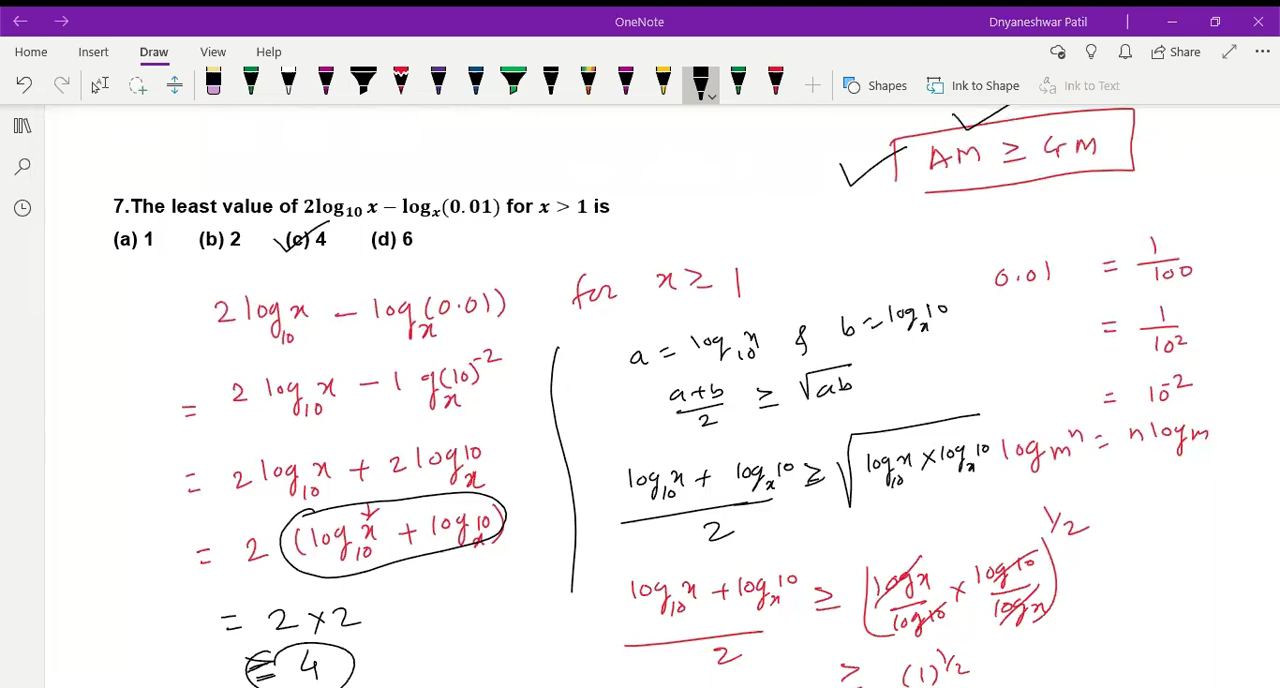 OneNote
Dnyaneshwar Patil
Home Insert Draw View Help Share
Shapes Ink to Shape Ink to Text
AM ≥ GM
7.The least value of 2log₁₀ x − logₓ(0.01) for x > 1 is
(a) 1 (b) 2 (c) 4 (d) 6
2 log₁₀ x − logₓ(0.01) for x ≥ 1
= 2 log₁₀ x − logₓ(10)⁻²
= 2 log₁₀ x + 2 logₓ 10
= 2 (log₁₀ x + logₓ 10)
= 2 × 2
= 4
a = log₁₀ x & b = logₓ 10
a+b/2 ≥ √ab
log₁₀ x + logₓ 10/2 ≥ √log₁₀ x × logₓ 10
log₁₀ x + logₓ 10/2 ≥ (log x/log 10 × log 10/log x)^1/2
≥ (1)^1/2
0.01 = 1/100
= 1/10²
= 10⁻²
log mⁿ = n log m